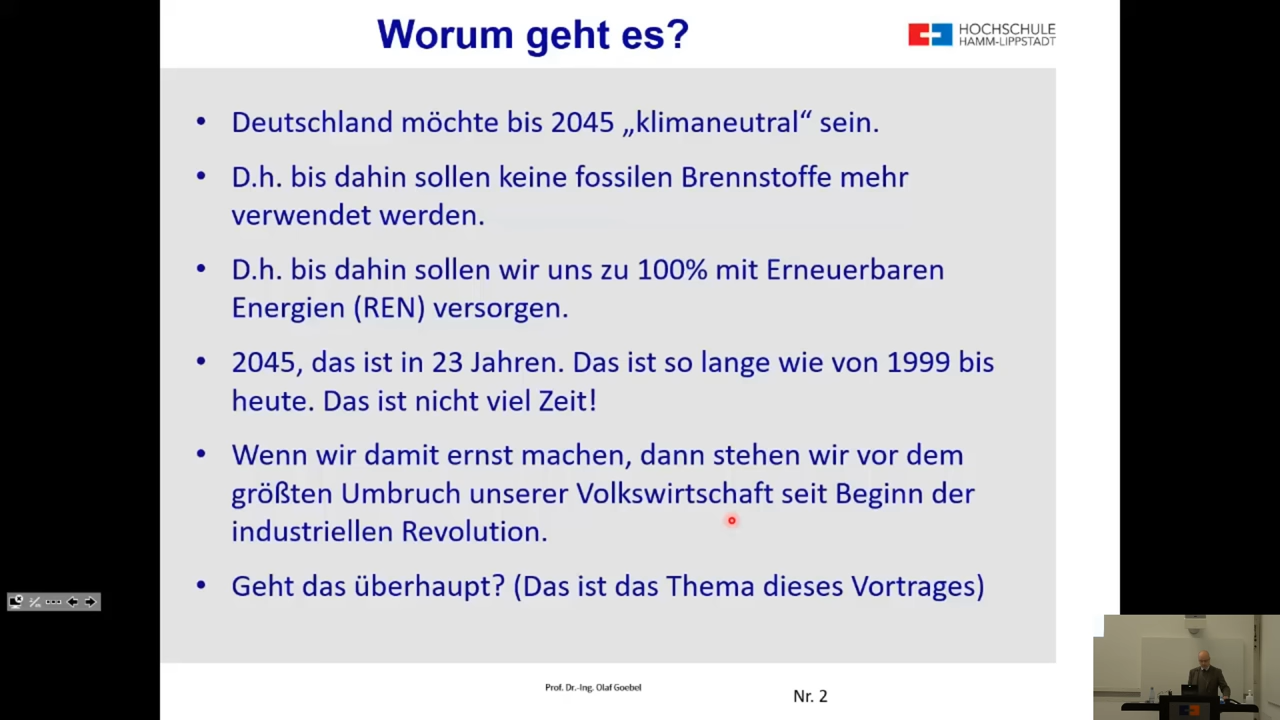 Worum geht es?
HOCHSCHULE
HAMM-LIPPSTADT
• Deutschland möchte bis 2045 „klimaneutral“ sein.
• D.h. bis dahin sollen keine fossilen Brennstoffe mehr
verwendet werden.
• D.h. bis dahin sollen wir uns zu 100% mit Erneuerbaren
Energien (REN) versorgen.
• 2045, das ist in 23 Jahren. Das ist so lange wie von 1999 bis
heute. Das ist nicht viel Zeit!
• Wenn wir damit ernst machen, dann stehen wir vor dem
größten Umbruch unserer Volkswirtschaft seit Beginn der
industriellen Revolution.
• Geht das überhaupt? (Das ist das Thema dieses Vortrages)
Prof. Dr.-Ing. Olaf Goebel
Nr. 2